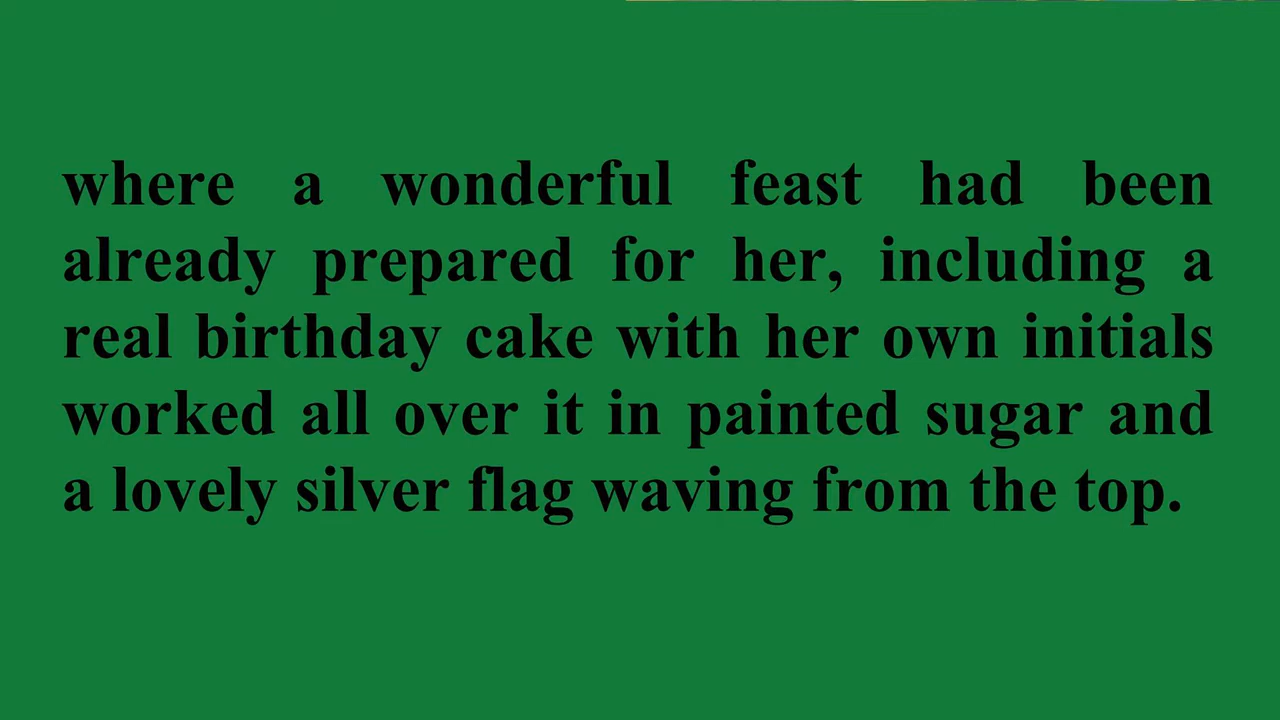 where a wonderful feast had been
already prepared for her, including a
real birthday cake with her own initials
worked all over it in painted sugar and
a lovely silver flag waving from the top.